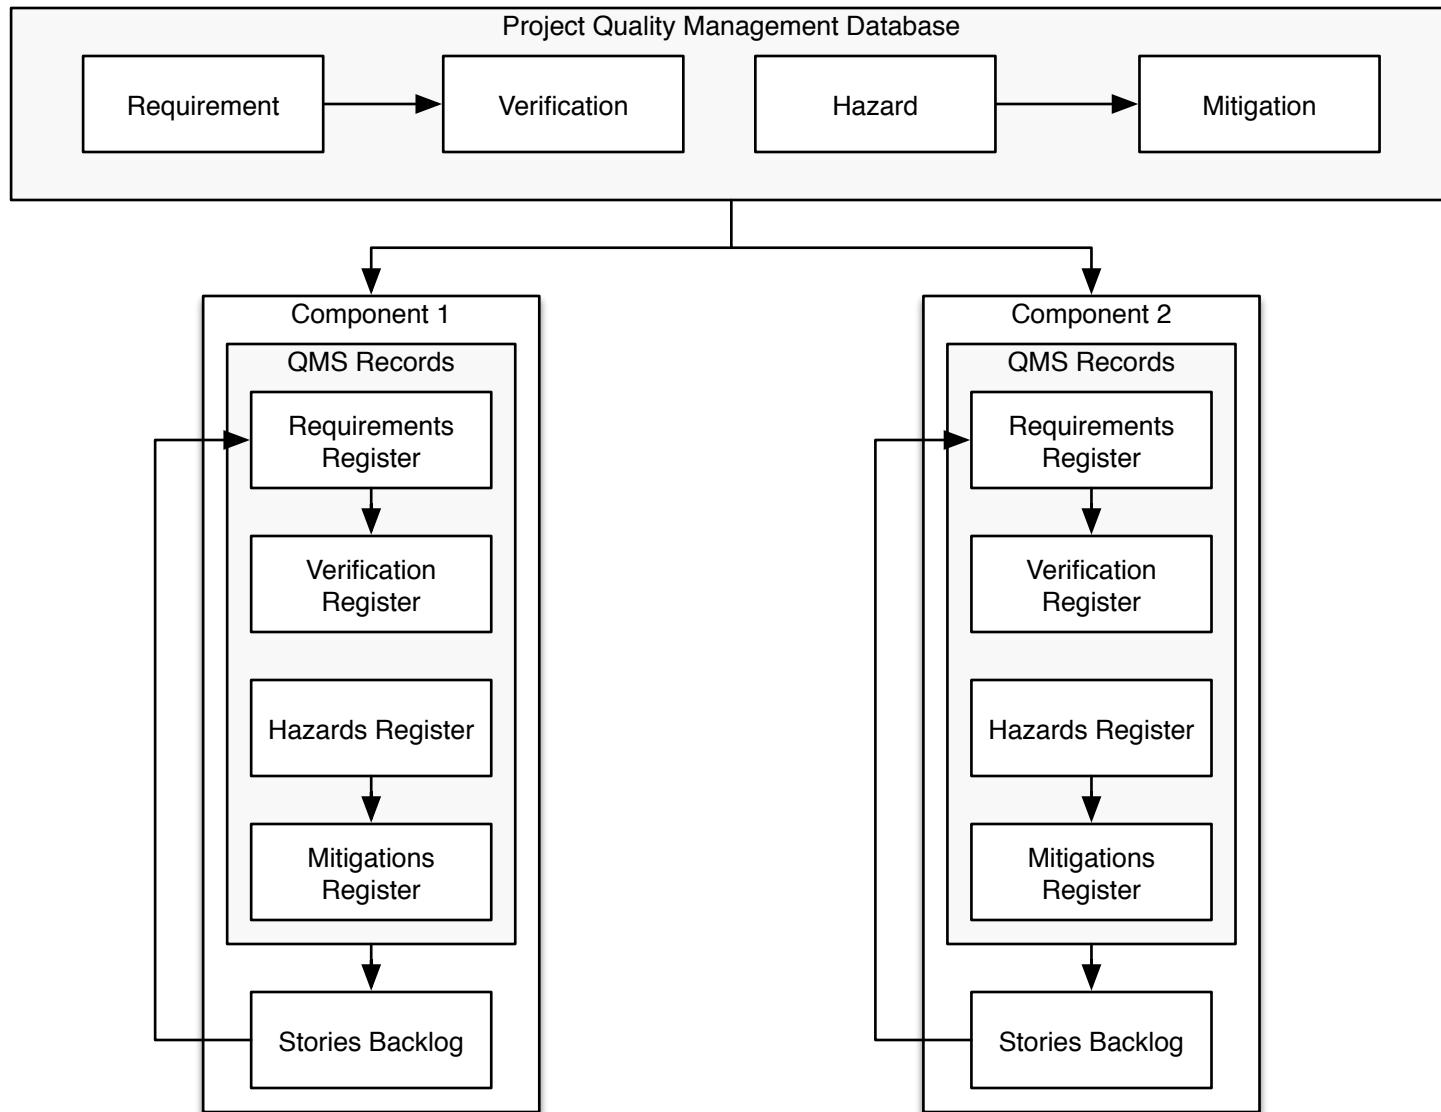 Project Quality Management Database
Requirement
Verification
Hazard
Mitigation
Component 1
QMS Records
Requirements
Register
Verification
Register
Hazards Register
Mitigations
Register
Stories Backlog
Component 2
QMS Records
Requirements
Register
Verification
Register
Hazards Register
Mitigations
Register
Stories Backlog